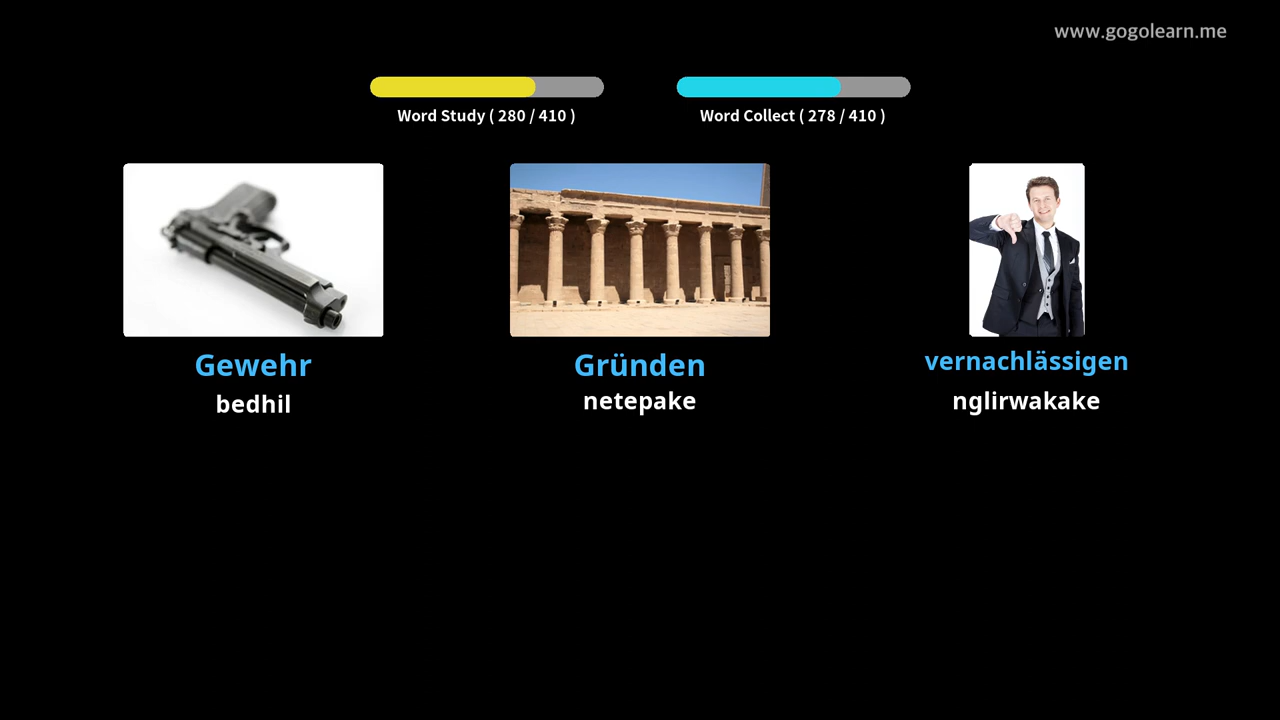 www.gogolearn.me
Word Study ( 280 / 410 )
Word Collect ( 278 / 410 )
Gewehr
bedhil
Gründen
netepake
vernachlässigen
nglirwakake